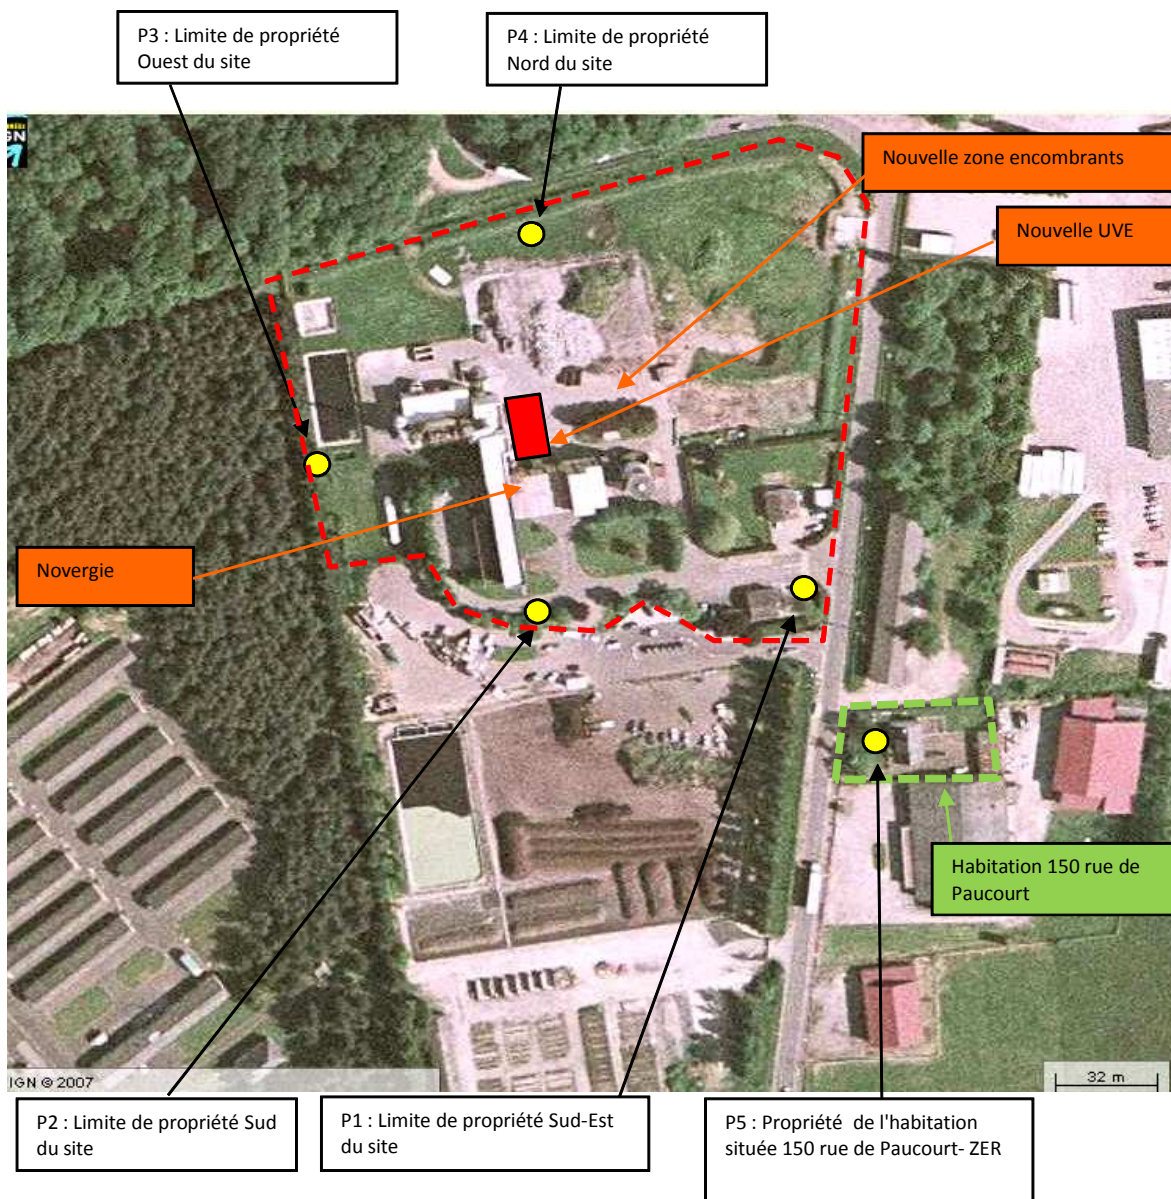 P3 : Limite de propriété
Ouest du site
P4 : Limite de propriété
Nord du site
GN
Nouvelle zone encombrants
Nouvelle UVE
Novergie
Habitation 150 rue de
Paucourt
IGN © 2007
32 m
P2 : Limite de propriété Sud
du site
P1 : Limite de propriété Sud-Est
du site
P5 : Propriété de l'habitation
située 150 rue de Paucourt- ZER